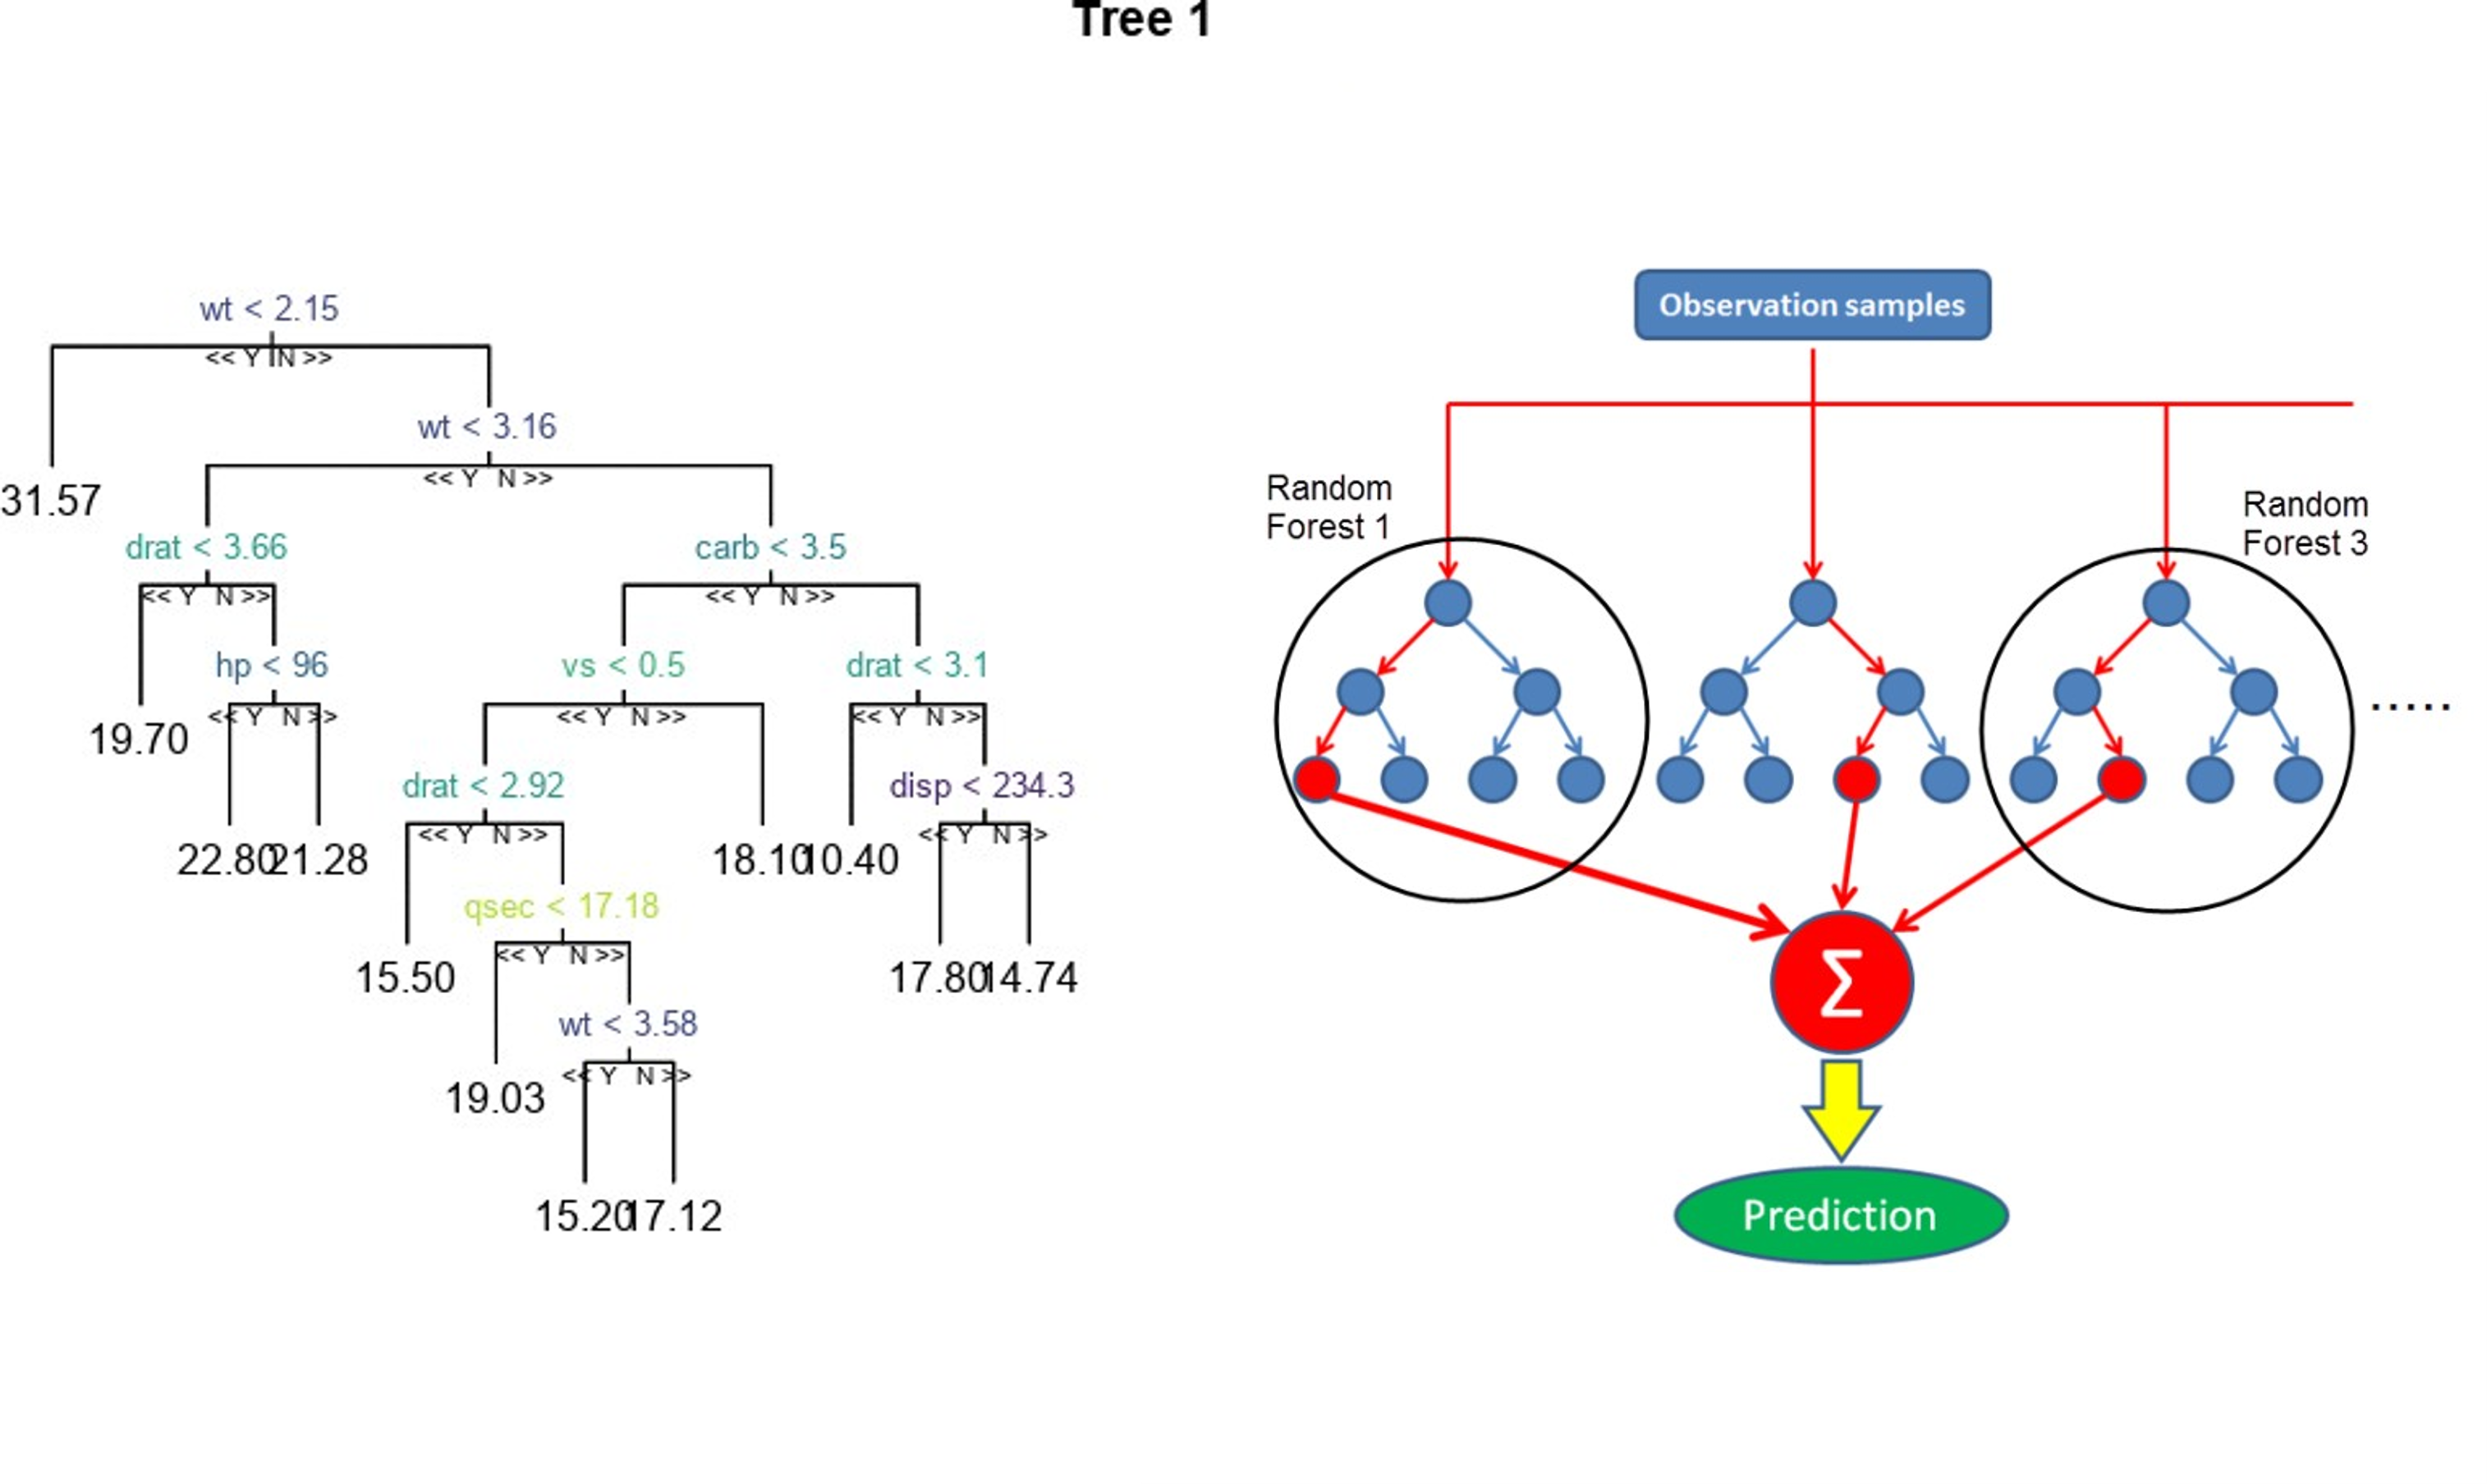 Tree 1
wt < 2.15
<< Y N >>
wt < 3.16
<< Y N >>
31.57
drat < 3.66
carb < 3.5
<< Y N >>
<< Y N >>
hp < 96
vs < 0.5
drat < 3.1
<< Y N >>
<< Y N >>
<< Y N >>
19.70
drat < 2.92
disp < 234.3
<< Y N >>
<< Y N >>
22.80
21.28
18.10
10.40
qsec < 17.18
<< Y N >>
15.50
17.80
14.74
wt < 3.58
<< Y N >>
19.03
15.20
17.12
Observation samples
Random
Forest 1
Random
Forest 3
.....
Σ
Prediction